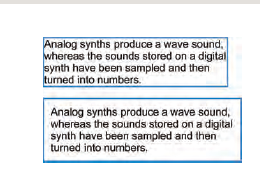 Analog synths produce a wave sound,
whereas the sounds stored on a digital
synth have been sampled and then
turned into numbers.
Analog synths produce a wave sound,
whereas the sounds stored on a digital
synth have been sampled and then
turned into numbers.